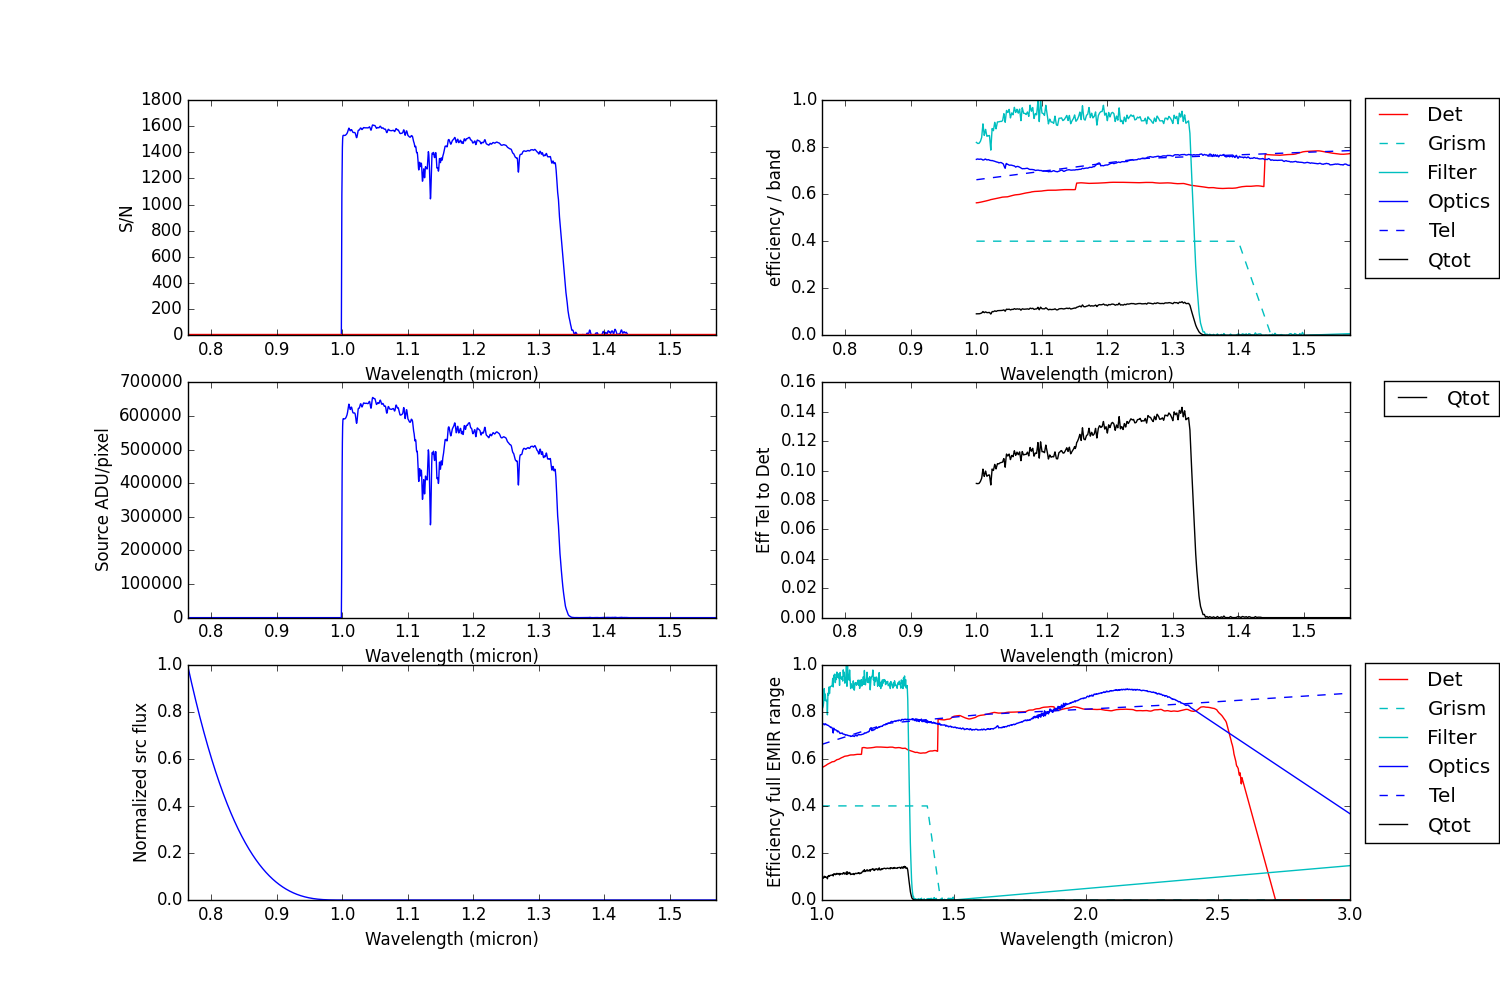 1800
1600
1400
1200
1000
800
600
400
200
0
S/N
0.8 0.9 1.0 1.1 1.2 1.3 1.4 1.5
Wavelength (micron)
1.0
0.8
0.6
0.4
0.2
0.0
efficiency / band
0.8 0.9 1.0 1.1 1.2 1.3 1.4 1.5
Wavelength (micron)
Det
Grism
Filter
Optics
Tel
Qtot
700000
600000
500000
400000
300000
200000
100000
0
Source ADU/pixel
0.8 0.9 1.0 1.1 1.2 1.3 1.4 1.5
Wavelength (micron)
0.16
0.14
0.12
0.10
0.08
0.06
0.04
0.02
0.00
Eff Tel to Det
0.8 0.9 1.0 1.1 1.2 1.3 1.4 1.5
Wavelength (micron)
Qtot
1.0
0.8
0.6
0.4
0.2
0.0
Normalized src flux
0.8 0.9 1.0 1.1 1.2 1.3 1.4 1.5
Wavelength (micron)
1.0
0.8
0.6
0.4
0.2
0.0
Efficiency full EMIR range
1.0 1.5 2.0 2.5 3.0
Wavelength (micron)
Det
Grism
Filter
Optics
Tel
Qtot